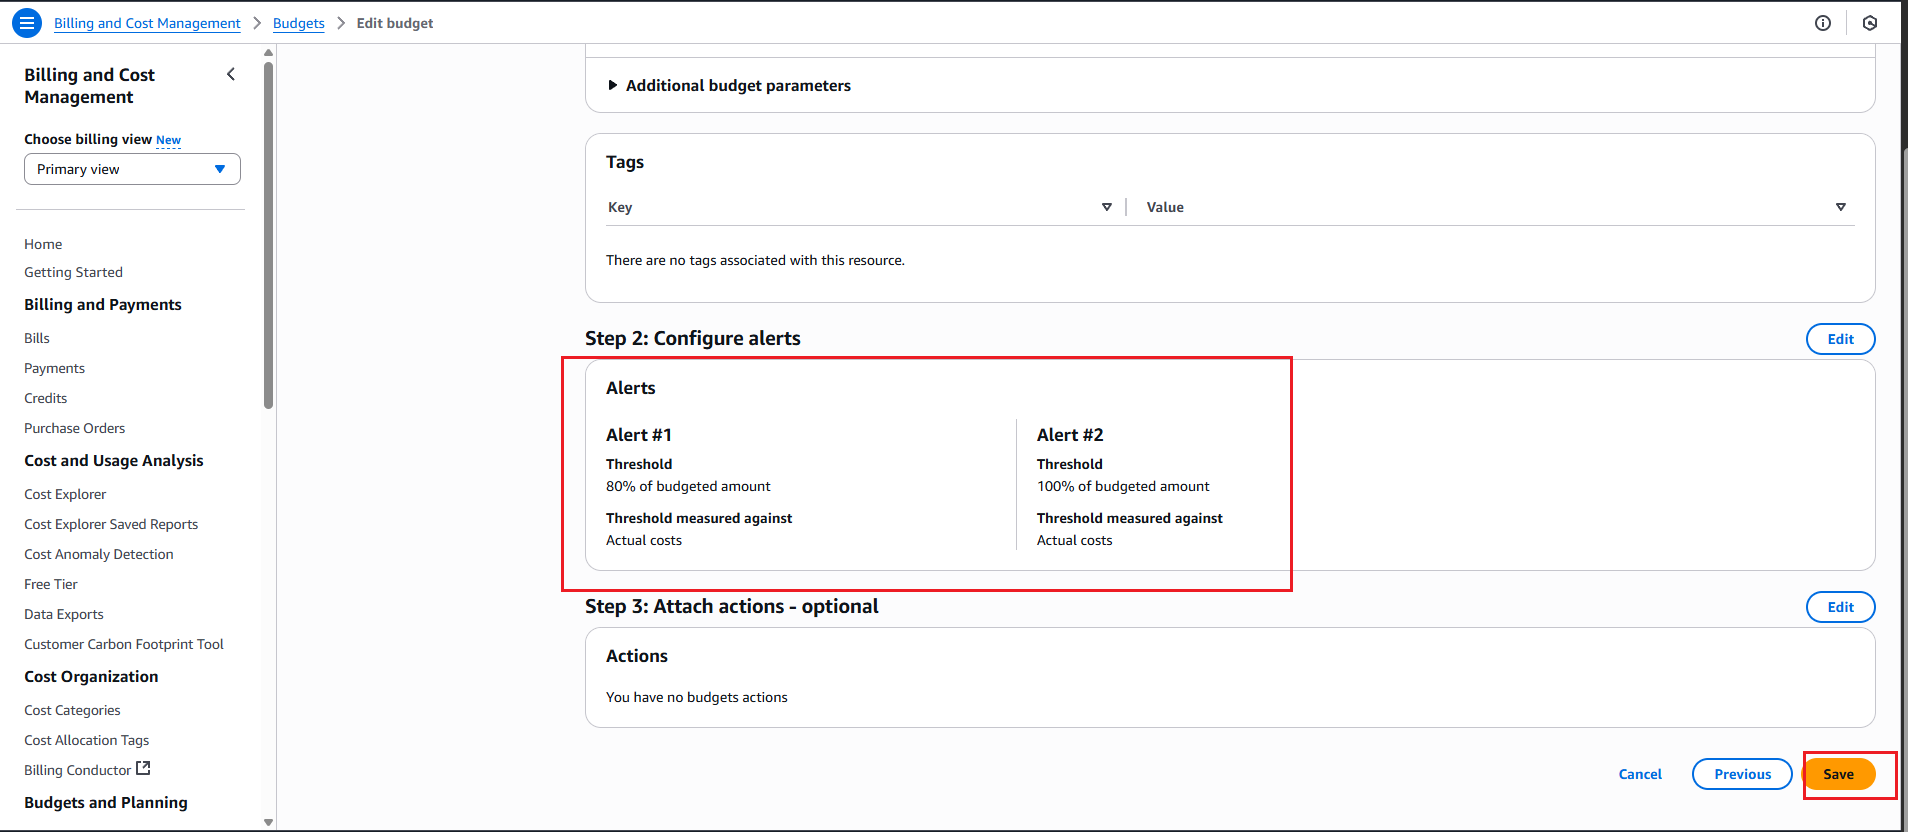 Billing and Cost Management > Budgets > Edit budget
Billing and Cost
Management
Choose billing view New
Primary view
Home
Getting Started
Billing and Payments
Bills
Payments
Credits
Purchase Orders
Cost and Usage Analysis
Cost Explorer
Cost Explorer Saved Reports
Cost Anomaly Detection
Free Tier
Data Exports
Customer Carbon Footprint Tool
Cost Organization
Cost Categories
Cost Allocation Tags
Billing Conductor
Budgets and Planning
Additional budget parameters
Tags
Key Value
There are no tags associated with this resource.
Step 2: Configure alerts Edit
Alerts
Alert #1
Threshold
80% of budgeted amount
Threshold measured against
Actual costs
Alert #2
Threshold
100% of budgeted amount
Threshold measured against
Actual costs
Step 3: Attach actions - optional Edit
Actions
You have no budgets actions
Cancel Previous Save